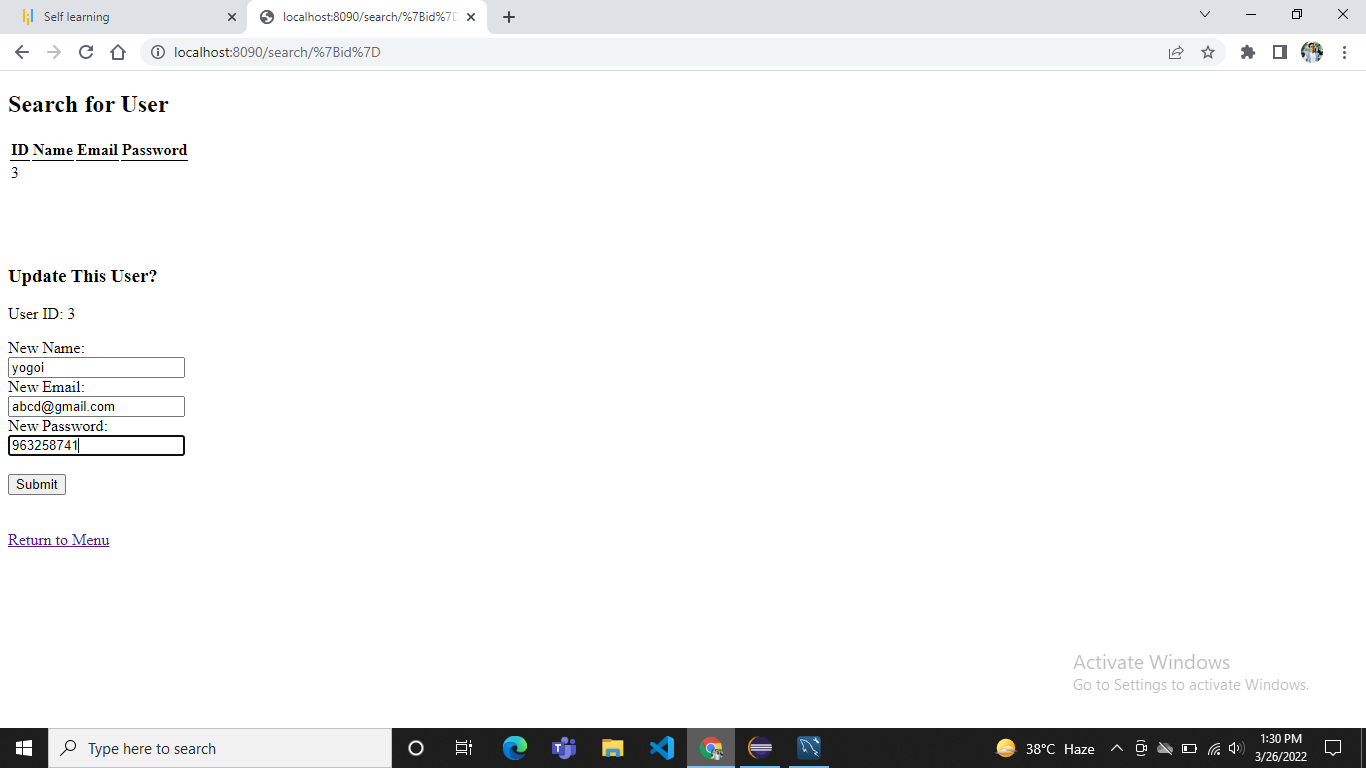 Self learning
localhost:8090/search/%7Bid%7D
localhost:8090/search/%7Bid%7D
Search for User
ID Name Email Password
3
Update This User?
User ID: 3
New Name:
yogoi
New Email:
abcd@gmail.com
New Password:
963258741
Submit
Return to Menu
Activate Windows
Go to Settings to activate Windows.
Type here to search
38°C Haze
1:30 PM
3/26/2022